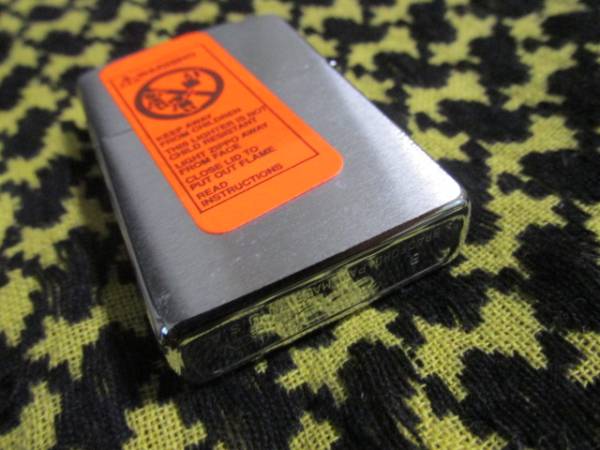 WARNING
KEEP AWAY
FROM CHILDREN
THIS LIGHTER IS NOT
CHILD RESISTANT
LIGHT ZIPPO AWAY
FROM FACE
CLOSE LID TO
PUT OUT FLAME
READ
INSTRUCTIONS